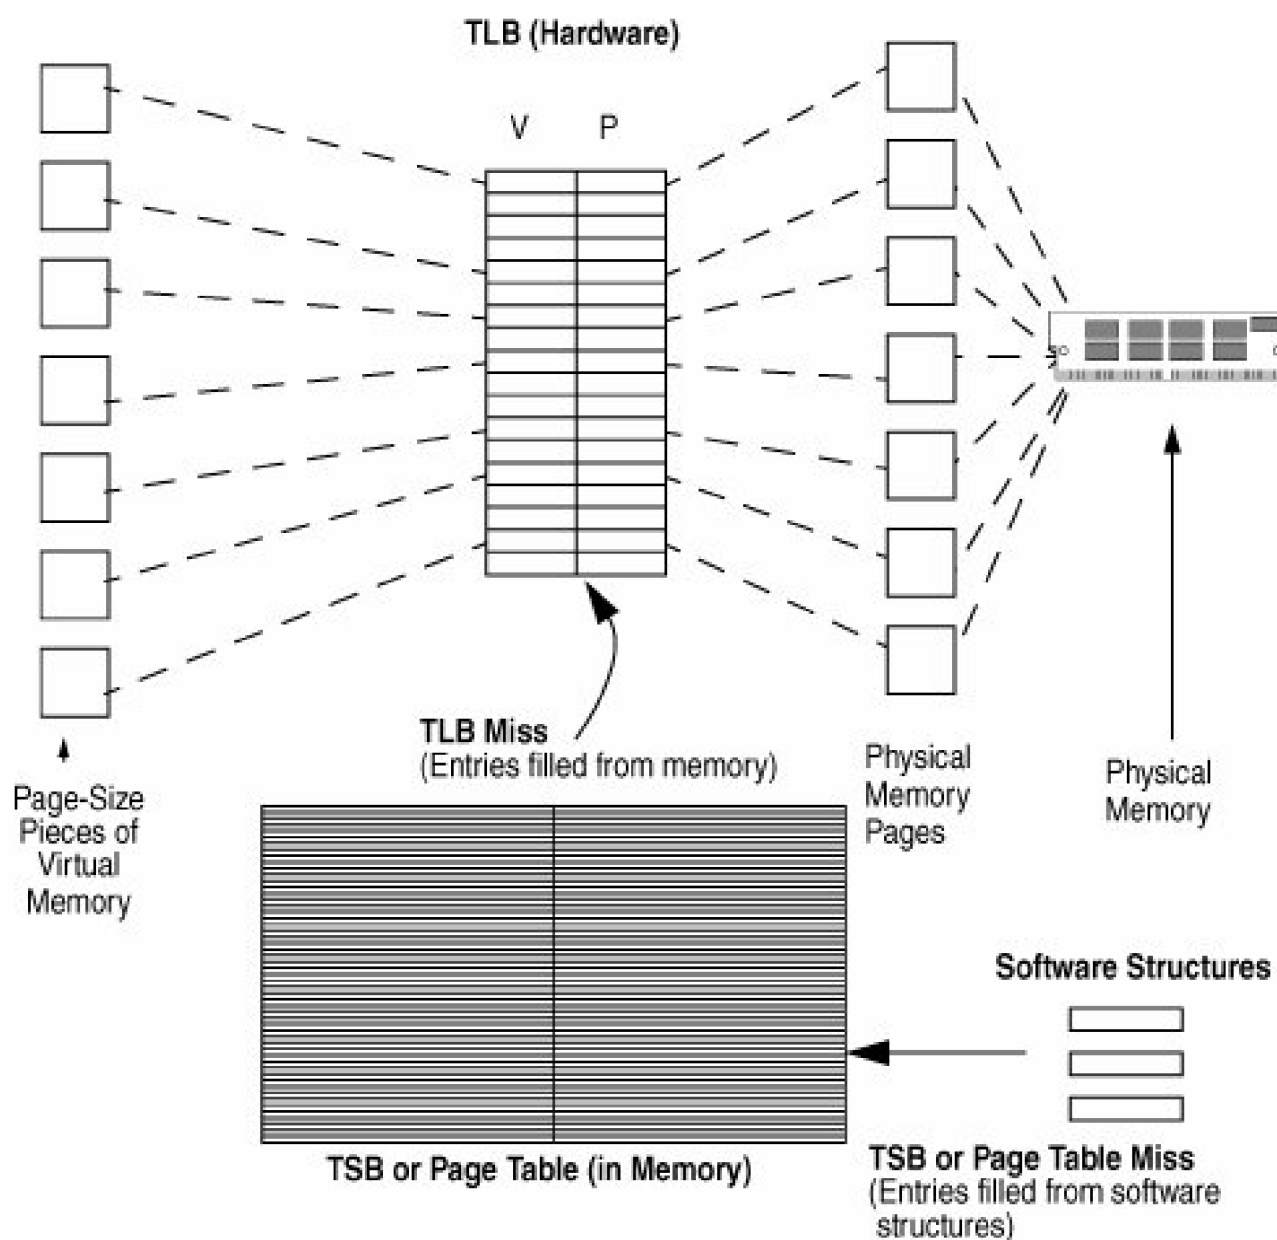 TLB (Hardware)
V P
TLB Miss
(Entries filled from memory)
Page-Size
Pieces of
Virtual
Memory
Physical
Memory
Pages
Physical
Memory
Software Structures
TSB or Page Table (in Memory)
TSB or Page Table Miss
(Entries filled from software
structures)